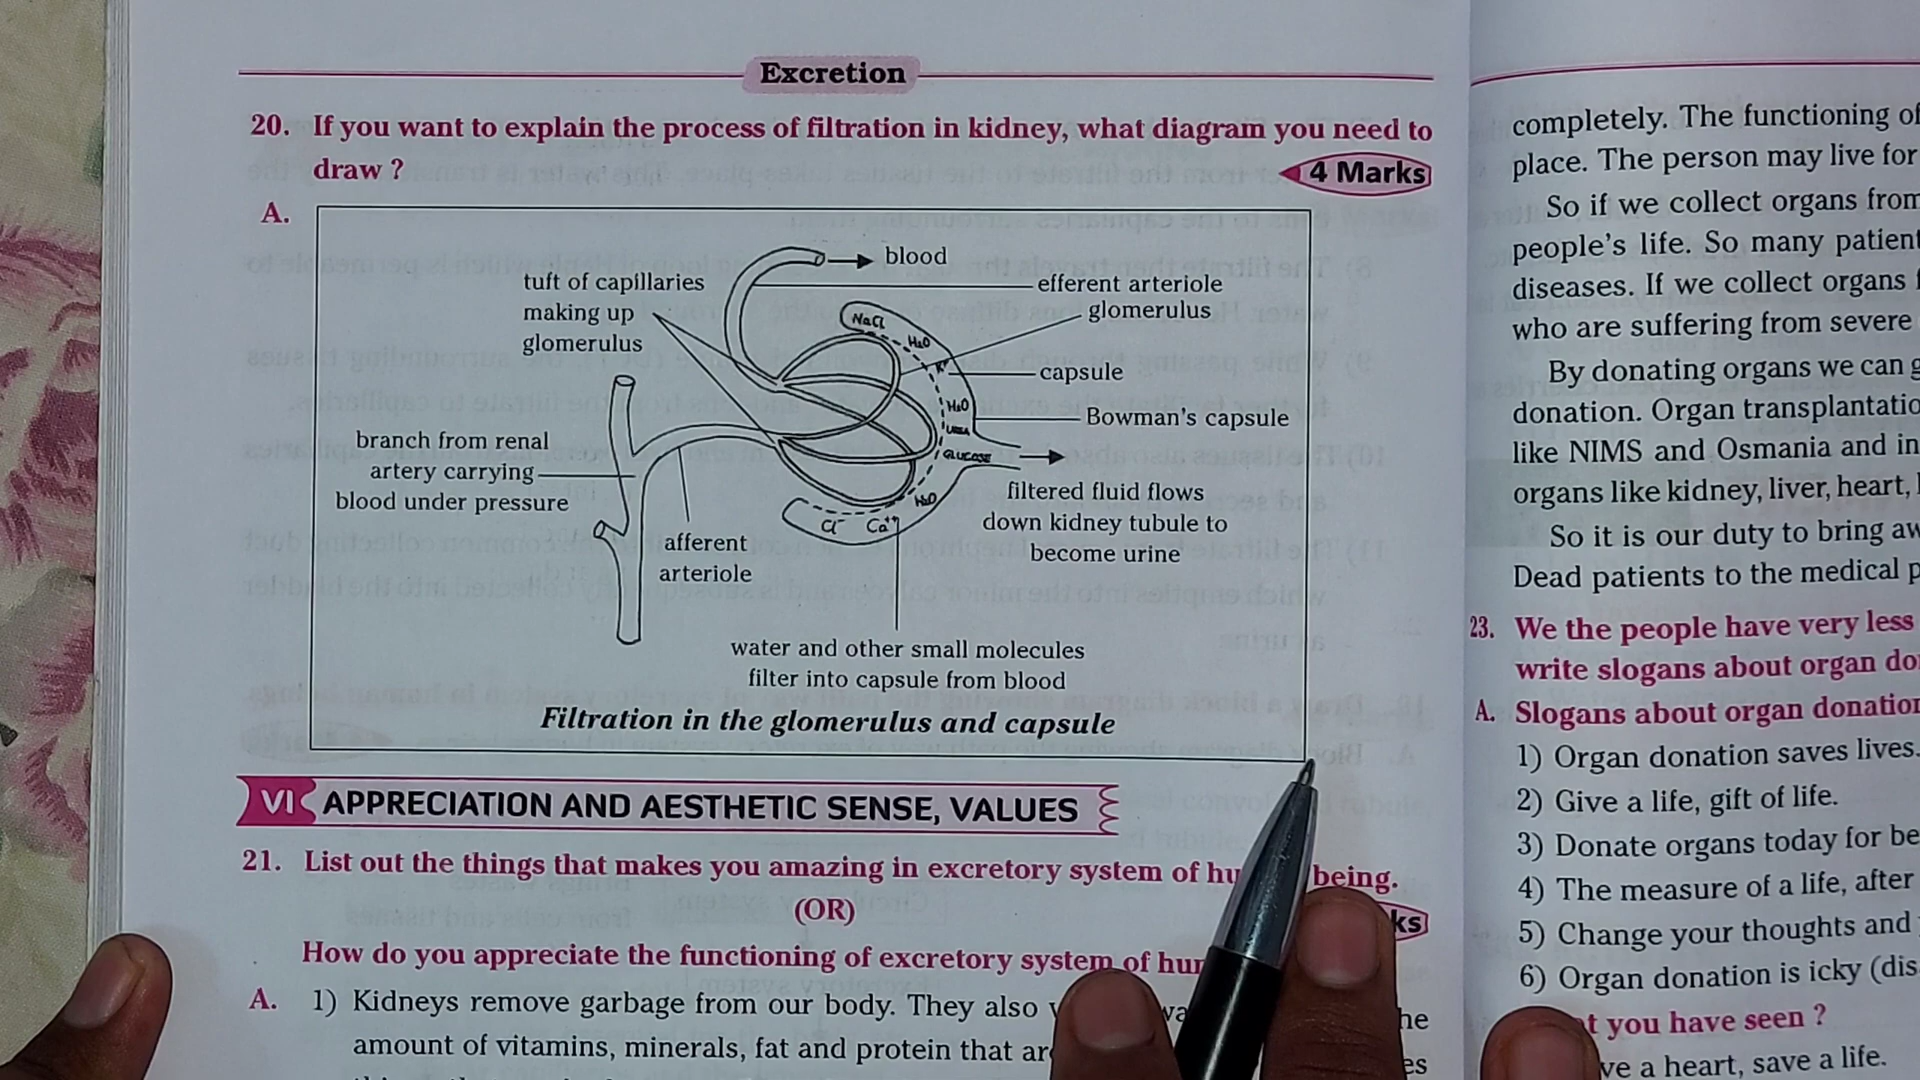 Excretion
20. If you want to explain the process of filtration in kidney, what diagram you need to
draw ?
4 Marks
A.
blood
tuft of capillaries
making up
glomerulus
efferent arteriole
glomerulus
NaCl
H₂O
capsule
H₂O
Bowman's capsule
UREA
GLUCOSE
branch from renal
artery carrying
blood under pressure
H₂O
filtered fluid flows
down kidney tubule to
become urine
Cl⁻ Ca⁺⁺
afferent
arteriole
water and other small molecules
filter into capsule from blood
Filtration in the glomerulus and capsule
VI APPRECIATION AND AESTHETIC SENSE, VALUES
21. List out the things that makes you amazing in excretory system of being.
(OR)
How do you appreciate the functioning of excretory system of
A. 1) Kidneys remove garbage from our body. They also
amount of vitamins, minerals, fat and protein that
completely. The functioning of
place. The person may live for
So if we collect organs from
people's life. So many patient
diseases. If we collect organs
who are suffering from severe
By donating organs we can
donation. Organ transplantatio
like NIMS and Osmania and in
organs like kidney, liver, heart,
So it is our duty to bring aw
Dead patients to the medical
23. We the people have very less
write slogans about organ
A. Slogans about organ donation
1) Organ donation saves lives.
2) Give a life, gift of life.
3) Donate organs today for be
4) The measure of a life, after
5) Change your thoughts and
6) Organ donation is icky (dis
you have seen ?
a heart, save a life.